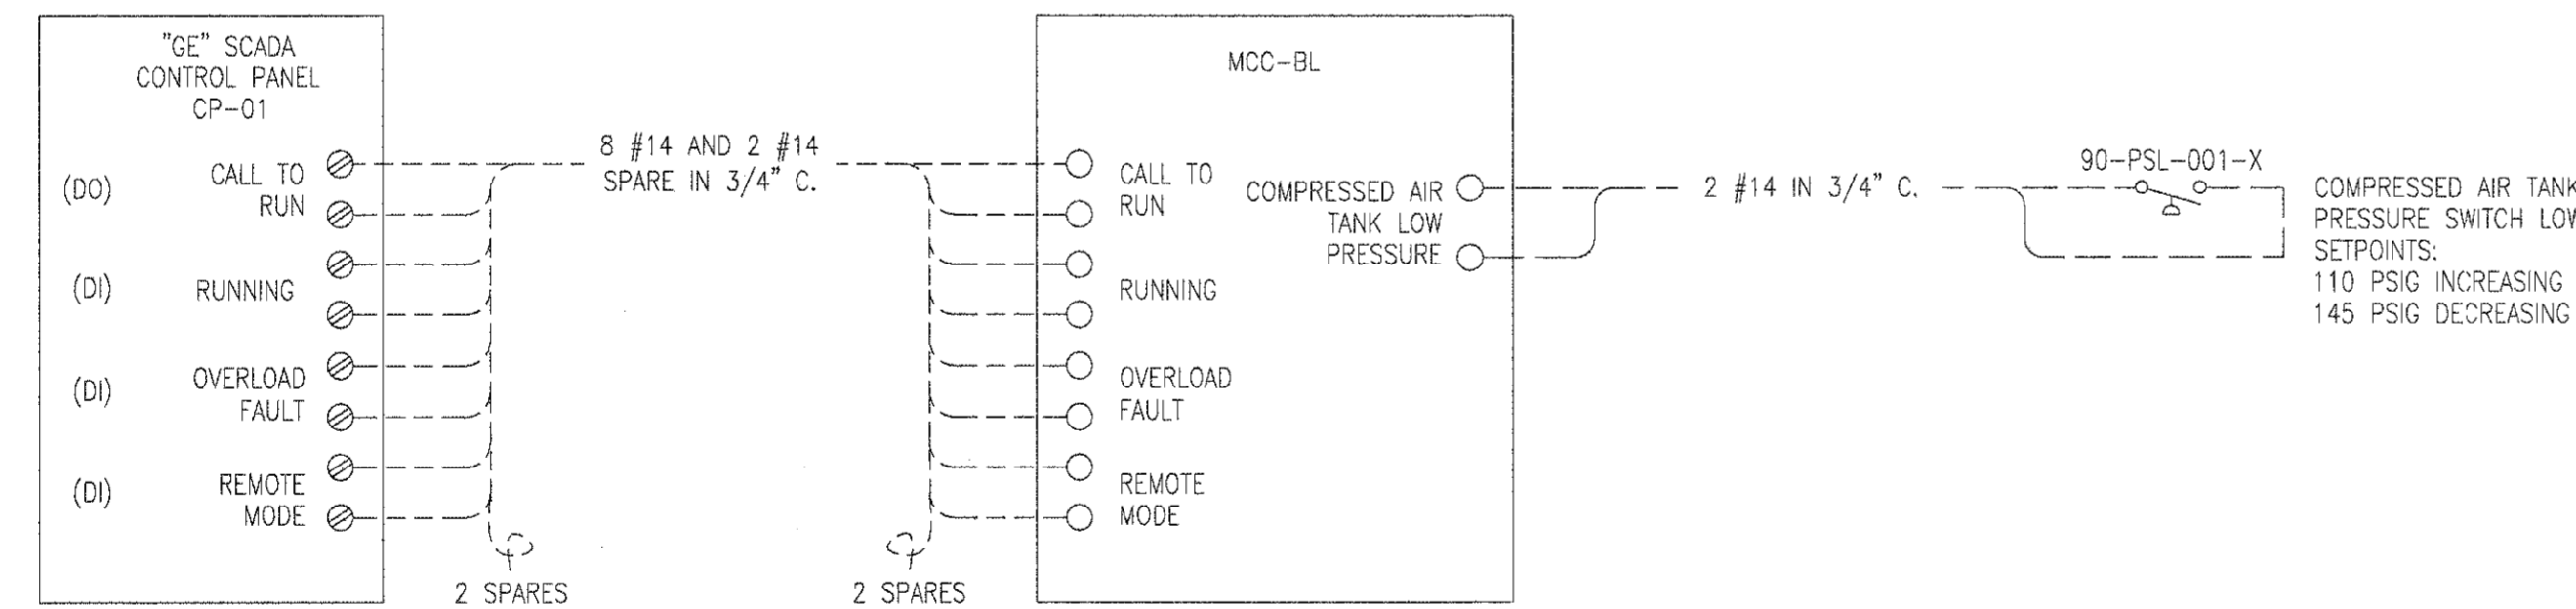 "GE" SCADA
CONTROL PANEL
CP-01
(DO)
CALL TO
RUN
(DI)
RUNNING
(DI)
OVERLOAD
FAULT
(DI)
REMOTE
MODE
8 #14 AND 2 #14
SPARE IN 3/4" C.
2 SPARES
2 SPARES
MCC-BL
CALL TO
RUN
RUNNING
OVERLOAD
FAULT
REMOTE
MODE
COMPRESSED AIR
TANK LOW
PRESSURE
2 #14 IN 3/4" C.
90-PSL-001-X
COMPRESSED AIR TANK
PRESSURE SWITCH LOW
SETPOINTS:
110 PSIG INCREASING
145 PSIG DECREASING